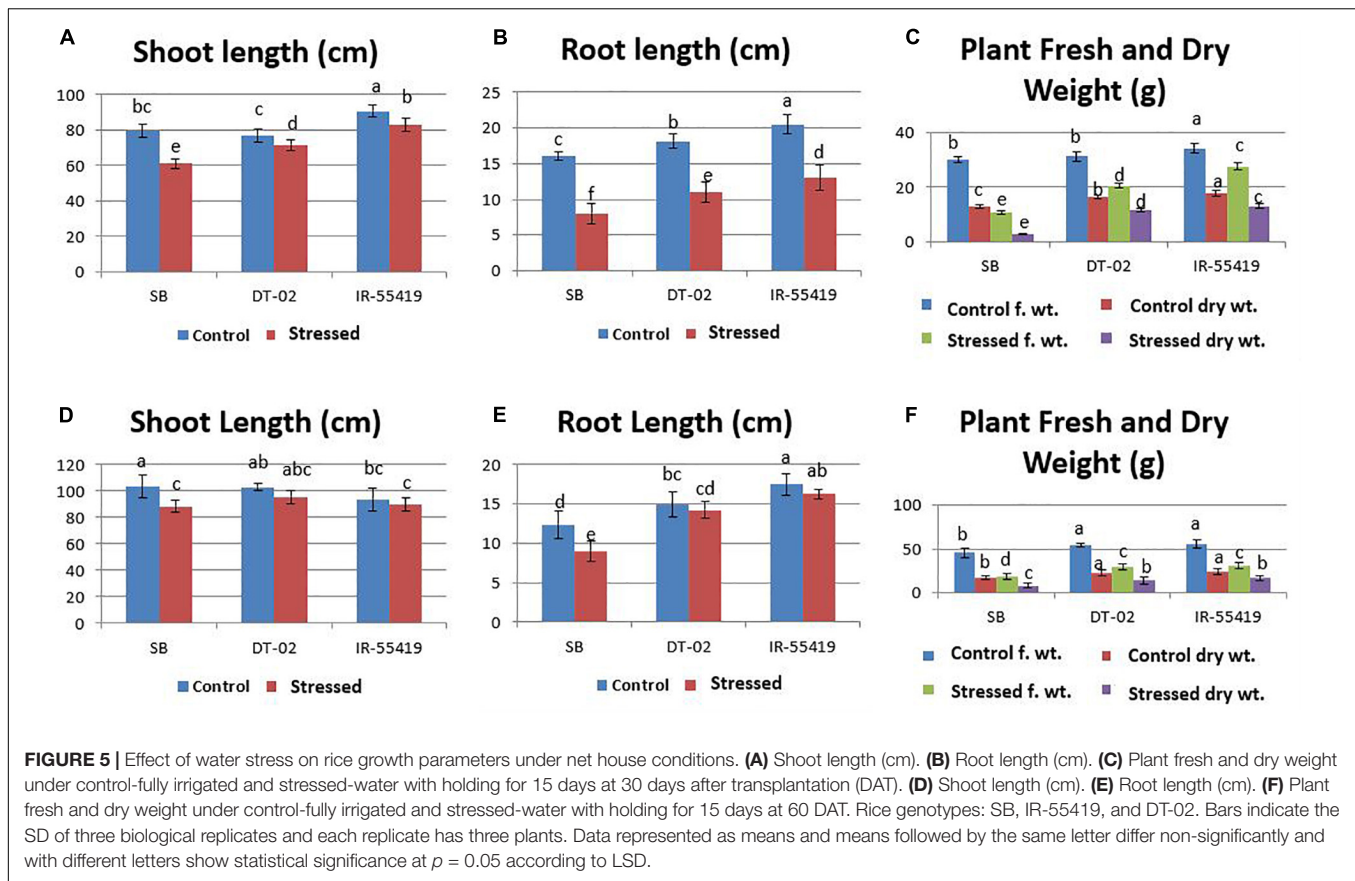 A
Shoot length (cm)
100
80
60
40
20
0
bc
e
c
d
a
b
SB
DT-02
IR-55419
Control
Stressed
B
Root length (cm)
25
20
15
10
5
0
c
f
b
e
a
d
SB
DT-02
IR-55419
Control
Stressed
C
Plant Fresh and Dry
Weight (g)
40
20
0
b
c
e
e
b
b
d
d
a
a
c
c
SB
DT-02
IR-55419
Control f. wt.
Control dry wt.
Stressed f. wt.
Stressed dry wt.
D
Shoot Length (cm)
120
100
80
60
40
20
0
a
c
ab
abc
bc
c
SB
DT-02
IR-55419
Control
Stressed
E
Root Length (cm)
20
15
10
5
0
d
e
bc
cd
a
ab
SB
DT-02
IR-55419
Control
Stressed
F
Plant Fresh and Dry
Weight (g)
100
50
0
b
b
d
c
a
a
c
b
a
a
c
b
SB
DT-02
IR-55419
Control f. wt.
Control dry wt.
Stressed f. wt.
Stressed dry wt.
FIGURE 5 | Effect of water stress on rice growth parameters under net house conditions. (A) Shoot length (cm). (B) Root length (cm). (C) Plant fresh and dry weight
under control-fully irrigated and stressed-water with holding for 15 days at 30 days after transplantation (DAT). (D) Shoot length (cm). (E) Root length (cm). (F) Plant
fresh and dry weight under control-fully irrigated and stressed-water with holding for 15 days at 60 DAT. Rice genotypes: SB, IR-55419, and DT-02. Bars indicate the
SD of three biological replicates and each replicate has three plants. Data represented as means and means followed by the same letter differ non-significantly and
with different letters show statistical significance at p = 0.05 according to LSD.